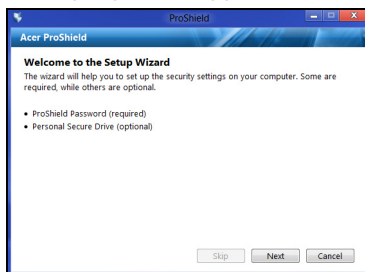 ProShield
Acer ProShield
Welcome to the Setup Wizard
The wizard will help you to set up the security settings on your computer. Some are
required, while others are optional.
• ProShield Password (required)
• Personal Secure Drive (optional)
Skip Next Cancel